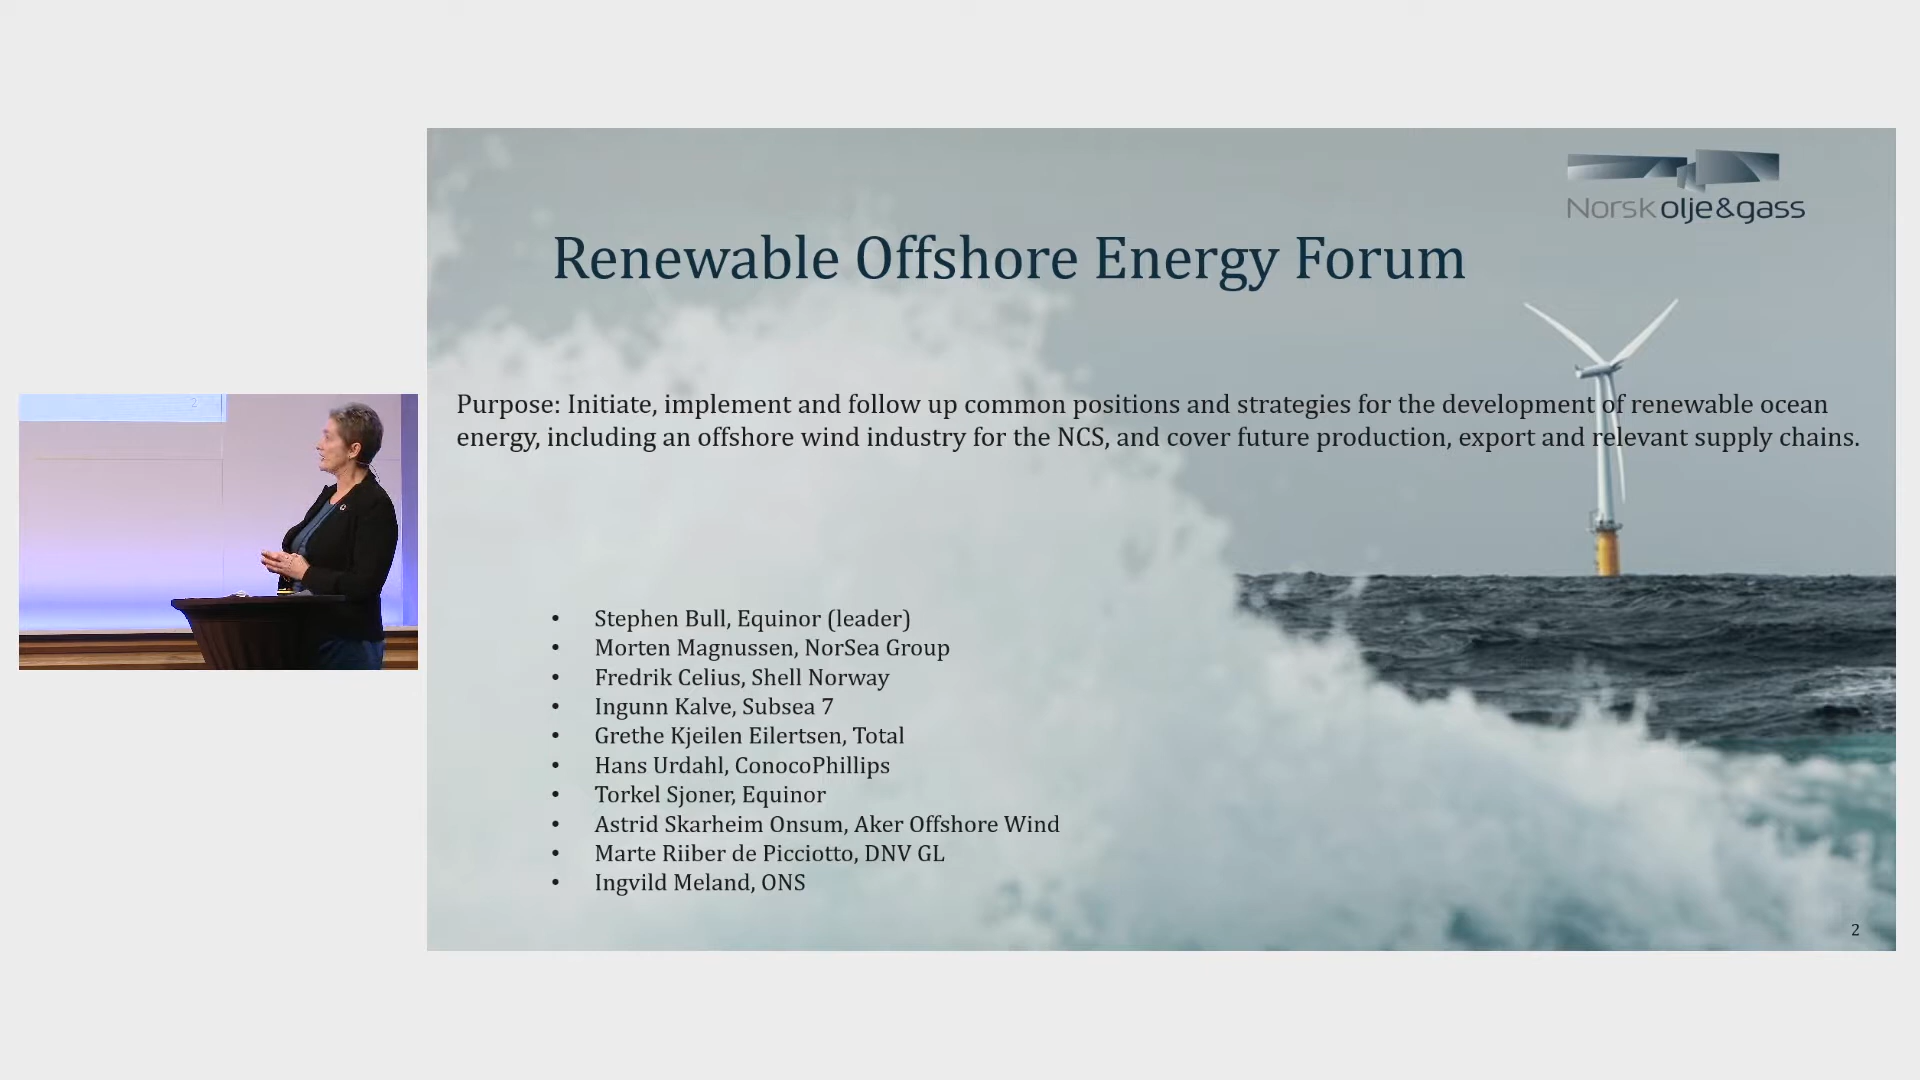 Norsk olje&gass
Renewable Offshore Energy Forum
Purpose: Initiate, implement and follow up common positions and strategies for the development of renewable ocean
energy, including an offshore wind industry for the NCS, and cover future production, export and relevant supply chains.
• Stephen Bull, Equinor (leader)
• Morten Magnussen, NorSea Group
• Fredrik Celius, Shell Norway
• Ingunn Kalve, Subsea 7
• Grethe Kjeilen Eilertsen, Total
• Hans Urdahl, ConocoPhillips
• Torkel Sjoner, Equinor
• Astrid Skarheim Onsum, Aker Offshore Wind
• Marte Riiber de Picciotto, DNV GL
• Ingvild Meland, ONS
2
2